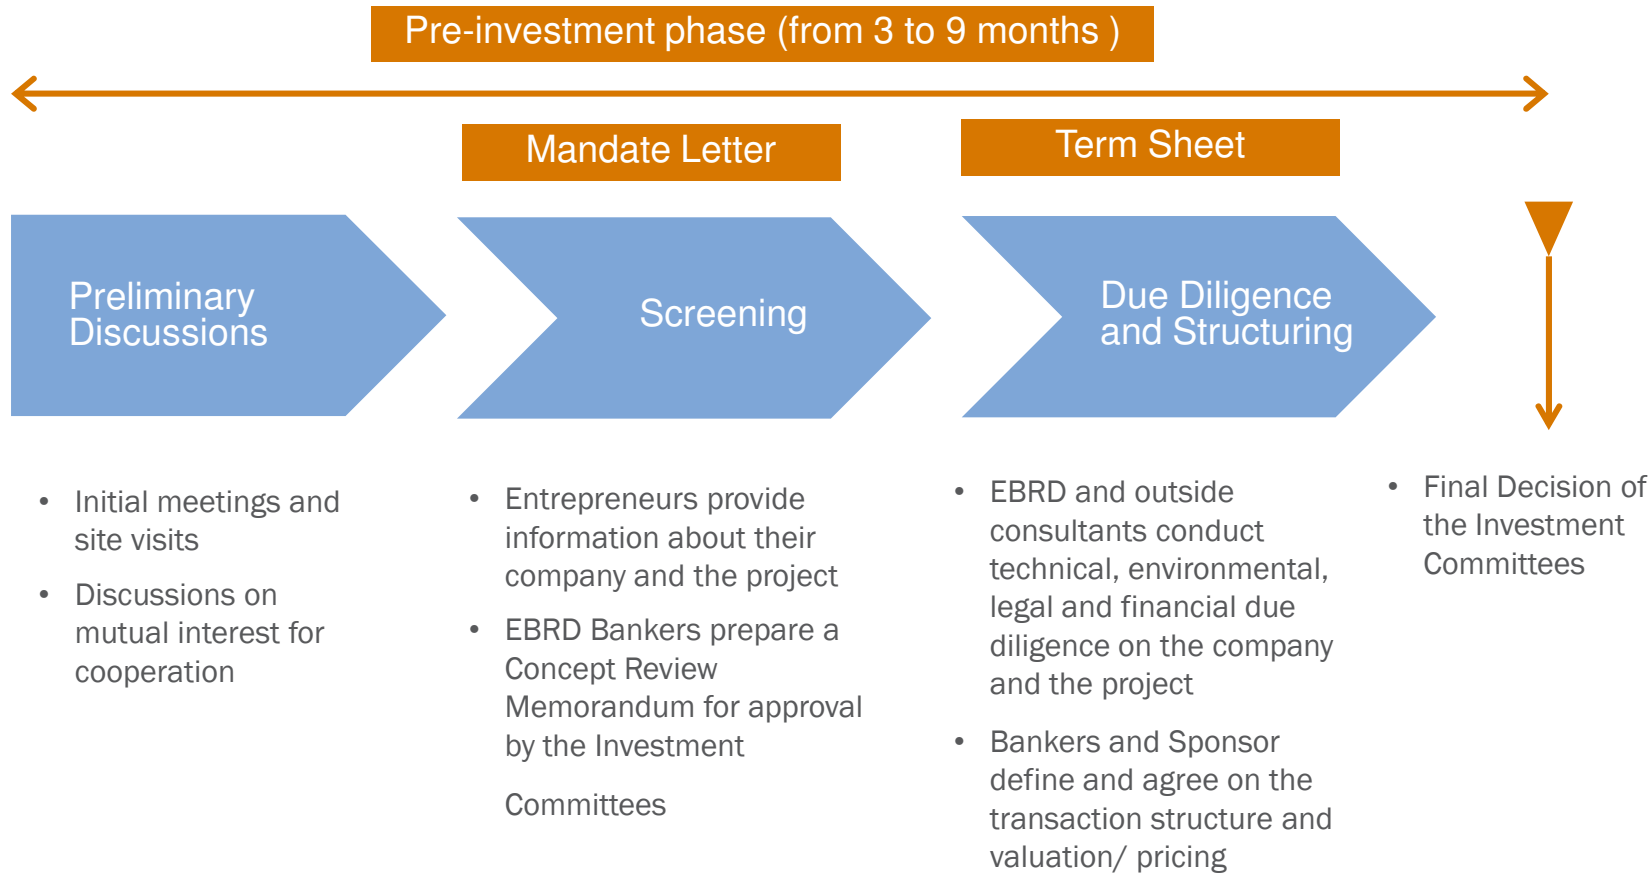 Pre-investment phase (from 3 to 9 months )
Mandate Letter
Term Sheet
Preliminary
Discussions
Screening
Due Diligence
and Structuring
• Initial meetings and
site visits
• Discussions on
mutual interest for
cooperation
• Entrepreneurs provide
information about their
company and the project
• EBRD Bankers prepare a
Concept Review
Memorandum for approval
by the Investment
Committees
• EBRD and outside
consultants conduct
technical, environmental,
legal and financial due
diligence on the company
and the project
• Bankers and Sponsor
define and agree on the
transaction structure and
valuation/ pricing
• Final Decision of
the Investment
Committees